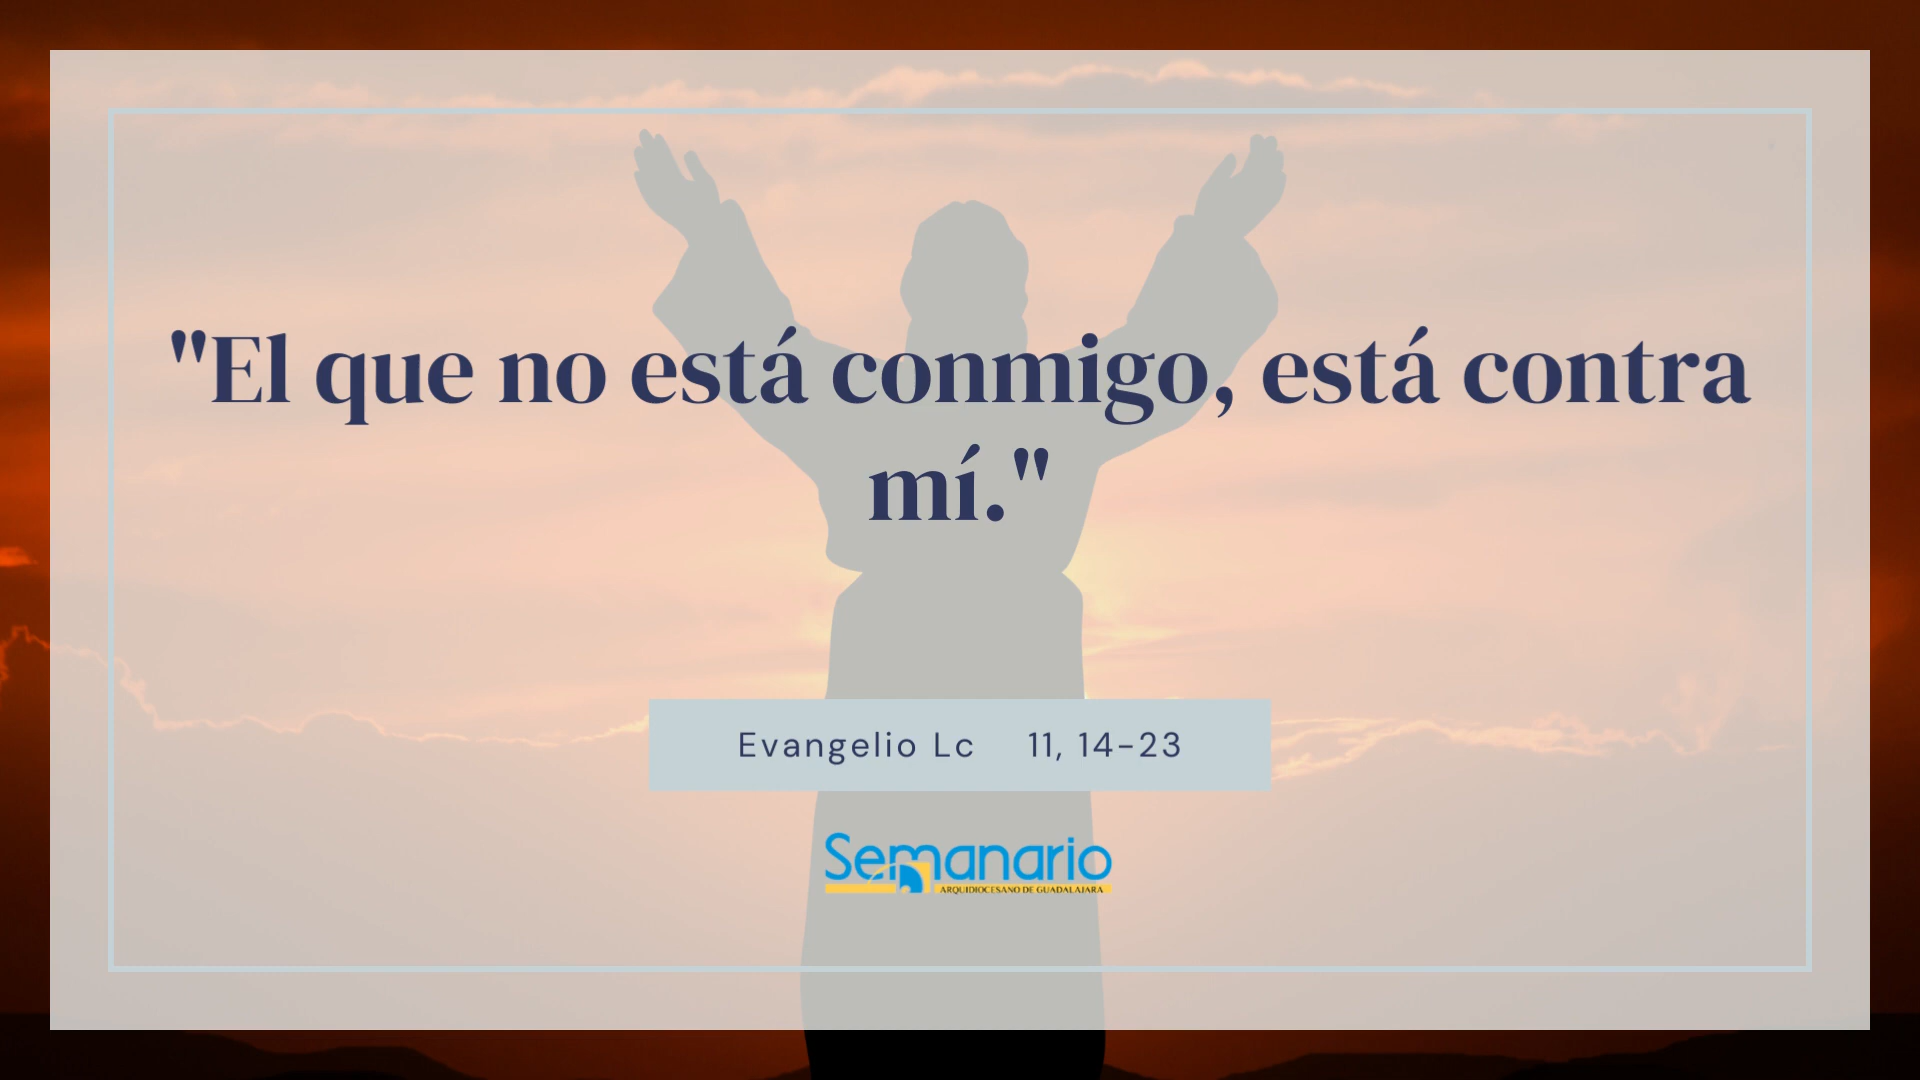 "El que no está conmigo, está contra
mí."
Evangelio Lc 11, 14-23
Semanario
ARQUIDIOCESANO DE GUADALAJARA